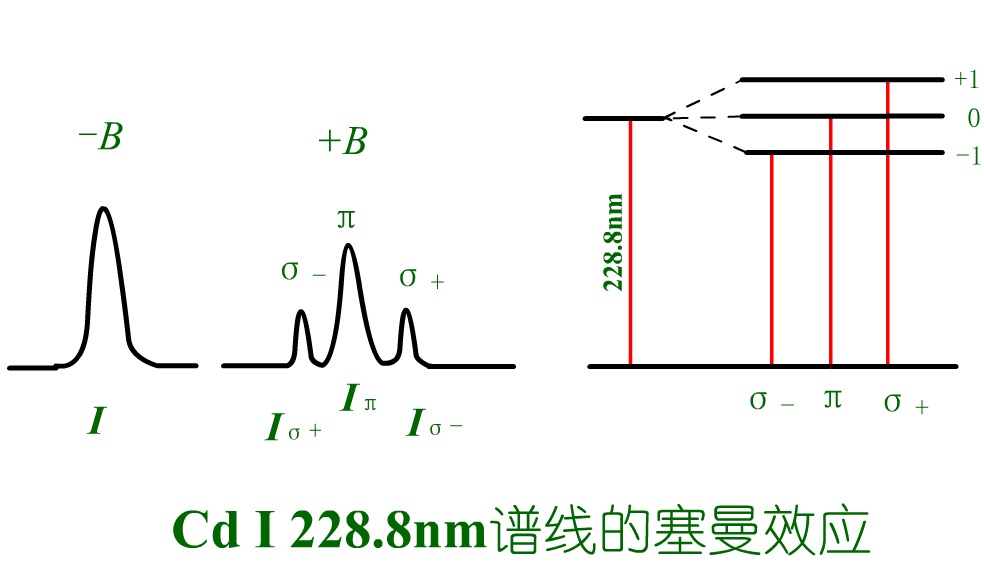 −B
+B
π
σ −
σ +
I
I σ +
I π
I σ −
228.8nm
+1
0
−1
σ −
π
σ +
Cd I 228.8nm谱线的塞曼效应